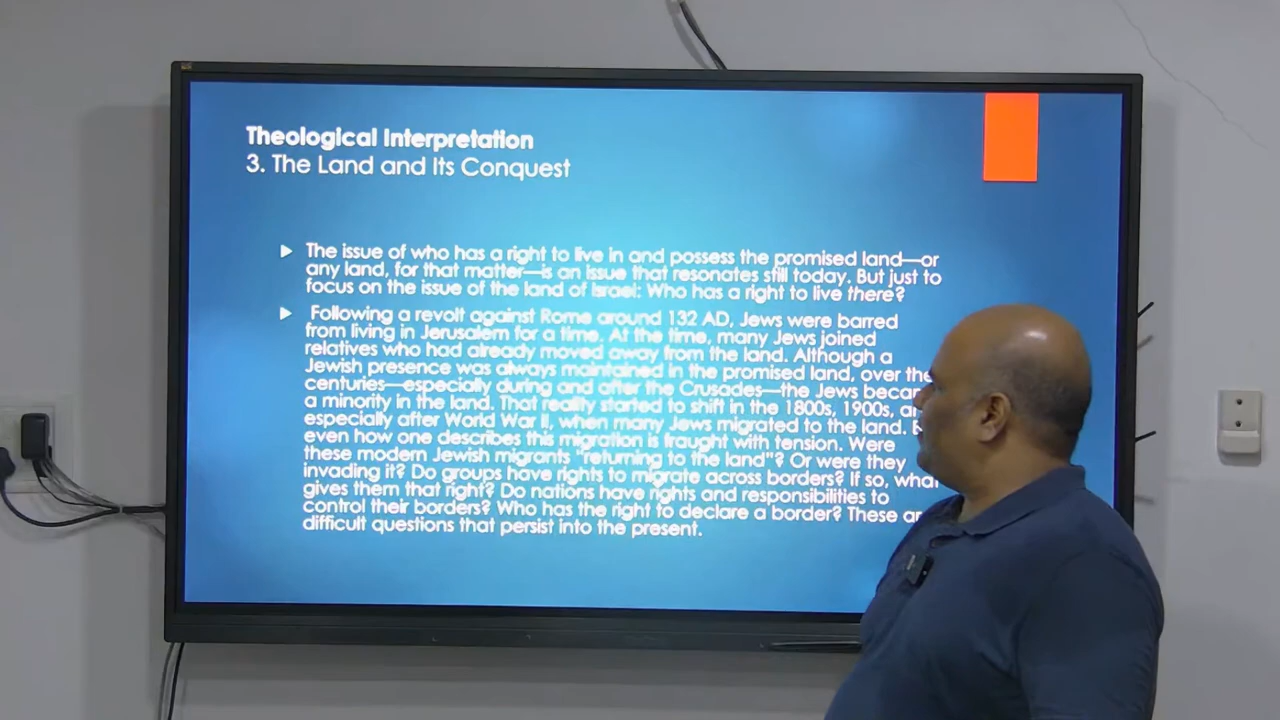 Theological Interpretation
3. The Land and Its Conquest
The issue of who has a right to live in and possess the promised land—or
any land, for that matter—is an issue that resonates still today. But just to
focus on the issue of the land of Israel: Who has a right to live there?
Following a revolt against Rome around 132 AD, Jews were barred
from living in Jerusalem for a time. At the time, many Jews joined
relatives who had already moved away from the land. Although a
Jewish presence was always maintained in the promised land, over the
centuries—especially during and after the Crusades—the Jews
a minority in the land. That reality started to shift in the 1800s, 1900s,
especially after World War II, when many Jews migrated to the land.
even how one describes this migration is fraught with tension. Were
these modern Jewish migrants "returning to the land"? Or were they
invading it? Do groups have rights to migrate across borders? If so, what
gives them that right? Do nations have rights and responsibilities to
control their borders? Who has the right to declare a border? These
difficult questions that persist into the present.